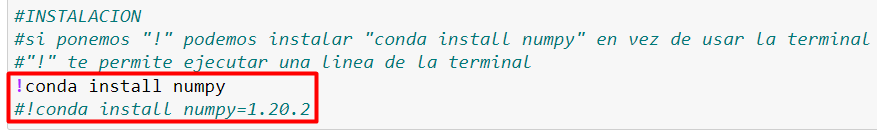 #INSTALACION
#si ponemos "!" podemos instalar "conda install numpy" en vez de usar la terminal
#"!" te permite ejecutar una linea de la terminal
!conda install numpy
#!conda install numpy=1.20.2